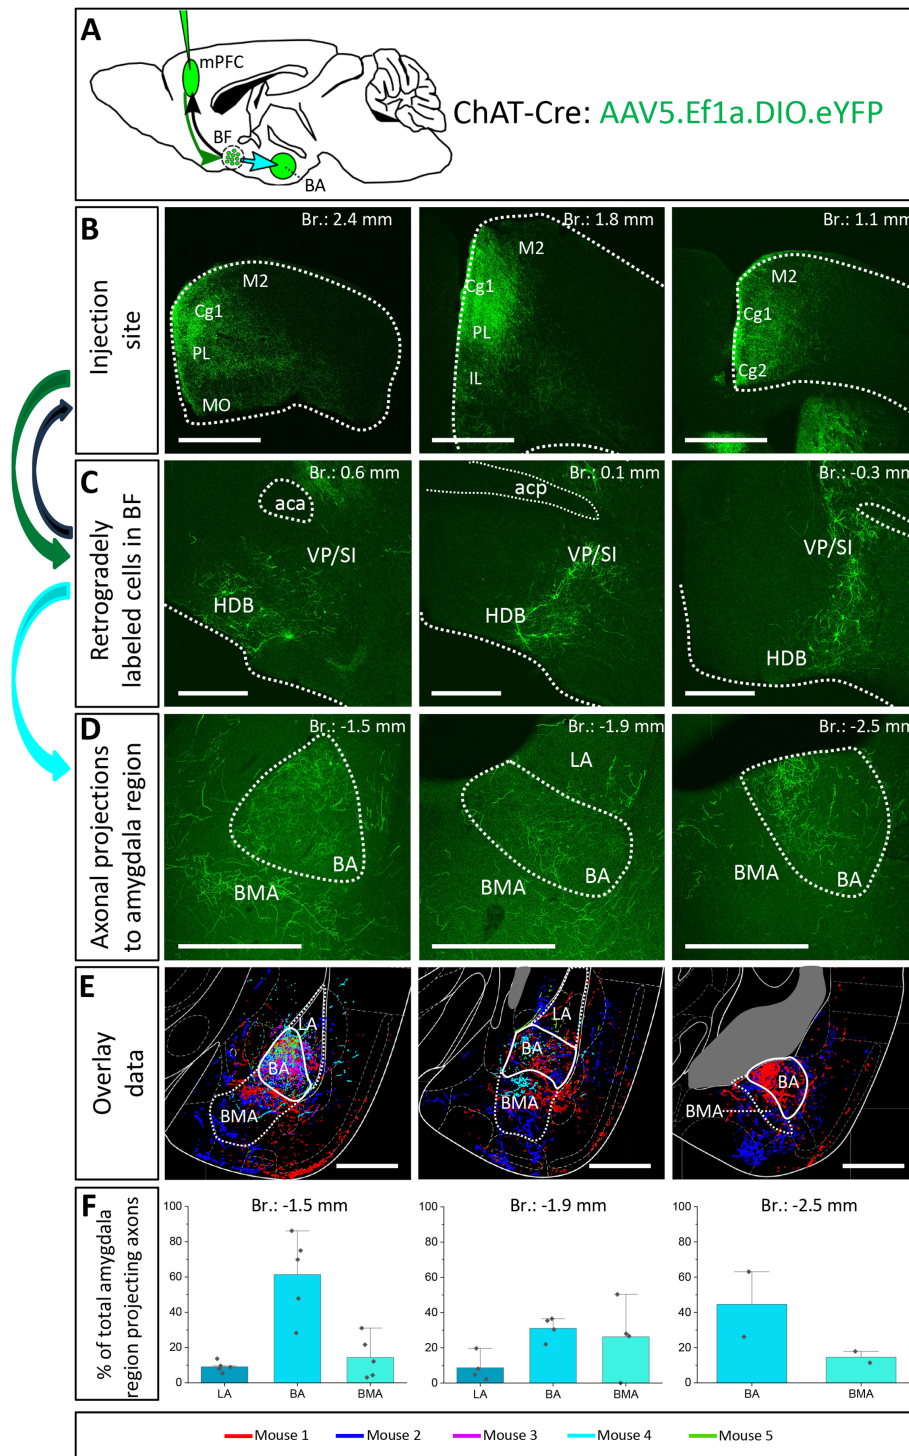 A
mPFC
BF
BA
ChAT-Cre: AAV5.Ef1a.DIO.eYFP
B
Injection
site
Br.: 2.4 mm
M2
Cg1
PL
MO
Br.: 1.8 mm
M2
Cg1
PL
IL
Br.: 1.1 mm
M2
Cg1
Cg2
C
Retrogradely
labeled cells in BF
Br.: 0.6 mm
aca
VP/SI
HDB
Br.: 0.1 mm
acp
VP/SI
HDB
Br.: -0.3 mm
VP/SI
HDB
D
Axonal projections
to amygdala region
Br.: -1.5 mm
BA
BMA
Br.: -1.9 mm
LA
BMA
BA
Br.: -2.5 mm
BMA
BA
E
Overlay
data
LA
BA
BMA
LA
BA
BMA
BA
BMA
F
% of total amygdala
region projecting axons
Br.: -1.5 mm
100
80
60
40
20
0
LA BA BMA
Br.: -1.9 mm
100
80
60
40
20
0
LA BA BMA
Br.: -2.5 mm
100
80
60
40
20
0
BA BMA
Mouse 1 Mouse 2 Mouse 3 Mouse 4 Mouse 5